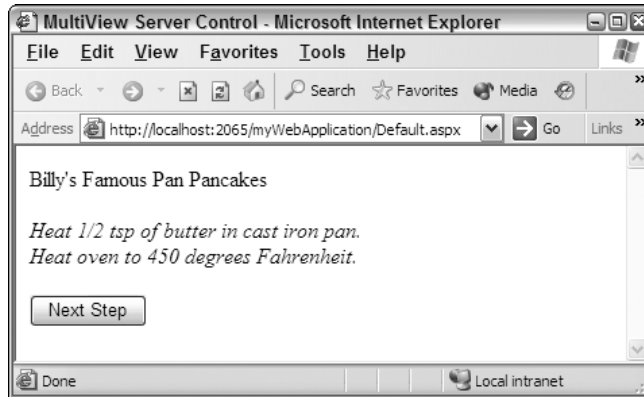 MultiView Server Control - Microsoft Internet Explorer
File Edit View Favorites Tools Help
Back Search Favorites Media
Address http://localhost:2065/myWebApplication/Default.aspx Go Links
Billy's Famous Pan Pancakes
Heat 1/2 tsp of butter in cast iron pan.
Heat oven to 450 degrees Fahrenheit.
Next Step
Done Local intranet